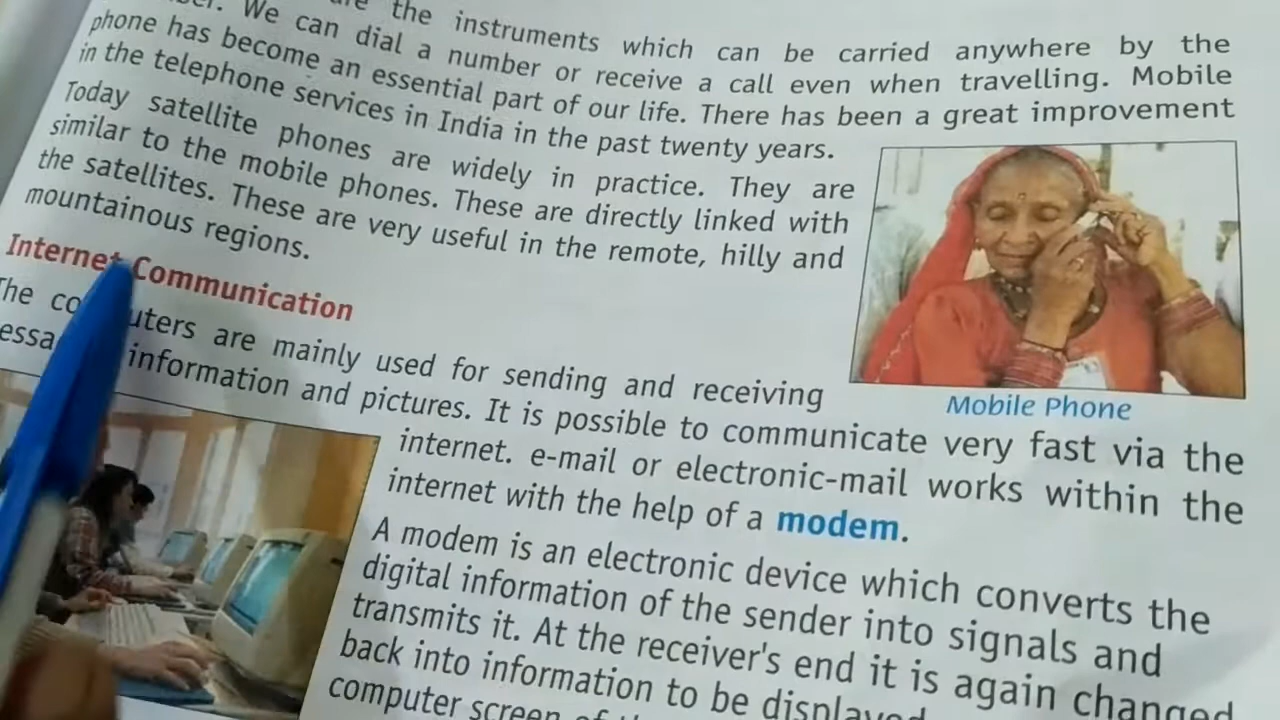 are the instruments which can be carried anywhere by the
We can dial a number or receive a call even when travelling. Mobile
phone has become an essential part of our life. There has been a great improvement
in the telephone services in India in the past twenty years.
Today satellite phones are widely in practice. They are
similar to the mobile phones. These are directly linked with
the satellites. These are very useful in the remote, hilly and
mountainous regions.
Mobile Phone
Internet Communication
The computers are mainly used for sending and receiving
information and pictures. It is possible to communicate very fast via the
internet. e-mail or electronic-mail works within the
internet with the help of a modem.
A modem is an electronic device which converts the
digital information of the sender into signals and
transmits it. At the receiver's end it is again changed
back into information to be displayed
computer screen of